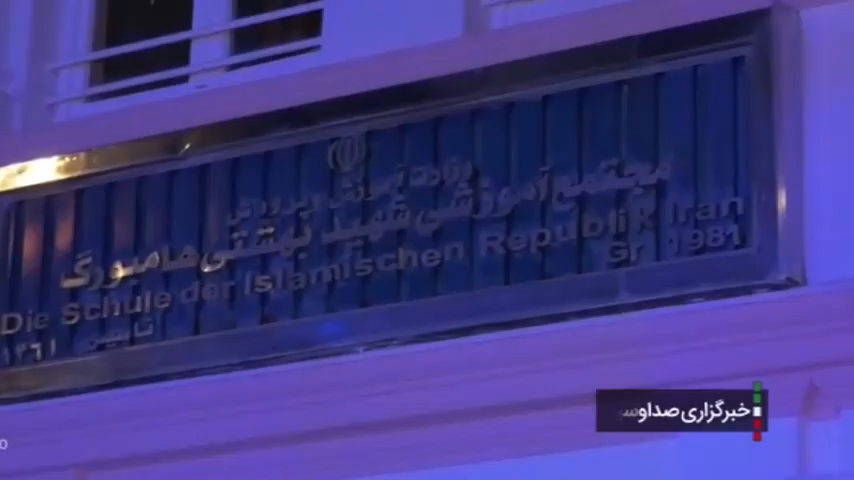 وزارت آموزش و پرورش
مجتمع آموزشی شهید بهشتی هامبورگ
Die Schule der Islamischen Republik Iran
Gr. 1981
تاسیس ۱۳۶۱
خبرگزاری صداوسی